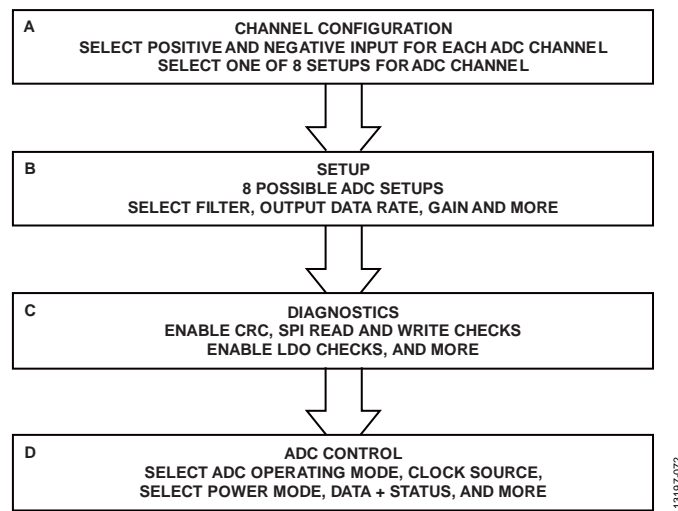 A
CHANNEL CONFIGURATION
SELECT POSITIVE AND NEGATIVE INPUT FOR EACH ADC CHANNEL
SELECT ONE OF 8 SETUPS FOR ADC CHANNEL
B
SETUP
8 POSSIBLE ADC SETUPS
SELECT FILTER, OUTPUT DATA RATE, GAIN AND MORE
C
DIAGNOSTICS
ENABLE CRC, SPI READ AND WRITE CHECKS
ENABLE LDO CHECKS, AND MORE
D
ADC CONTROL
SELECT ADC OPERATING MODE, CLOCK SOURCE,
SELECT POWER MODE, DATA + STATUS, AND MORE
13197-072